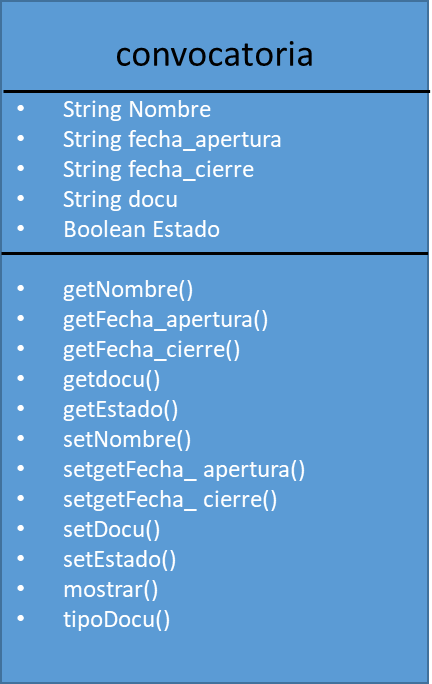 convocatoria
• String Nombre
• String fecha_apertura
• String fecha_cierre
• String docu
• Boolean Estado
• getNombre()
• getFecha_apertura()
• getFecha_cierre()
• getdocu()
• getEstado()
• setNombre()
• setgetFecha_ apertura()
• setgetFecha_ cierre()
• setDocu()
• setEstado()
• mostrar()
• tipoDocu()